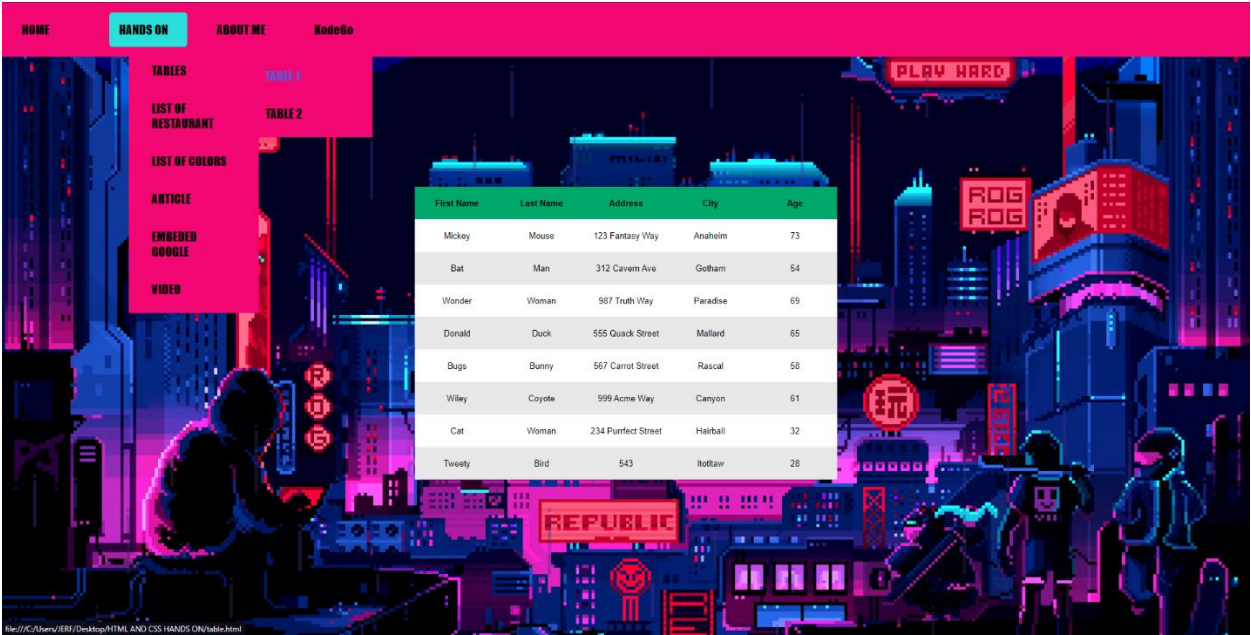 HOME HANDS ON ABOUT ME KodeGo
TABLES
TABLE 1
LIST OF
RESTAURANT
TABLE 2
LIST OF COLORS
ARTICLE
EMBEDED
GOOGLE
VIDEO
PLAY HARD
ROG
ROG
First Name Last Name Address City Age
Mickey Mouse 123 Fantasy Way Anaheim 73
Bat Man 312 Cavern Ave Gotham 54
Wonder Woman 987 Truth Way Paradise 69
Donald Duck 555 Quack Street Mallard 65
Bugs Bunny 567 Carrot Street Rascal 58
Wiley Coyote 999 Acme Way Canyon 61
Cat Woman 234 Purrfect Street Hairball 32
Tweety Bird 543 Itotltaw 28
R
O
G
玩
REPUBLIC
file:///C:/Users/JERF/Desktop/HTML AND CSS HANDS ON/table.html